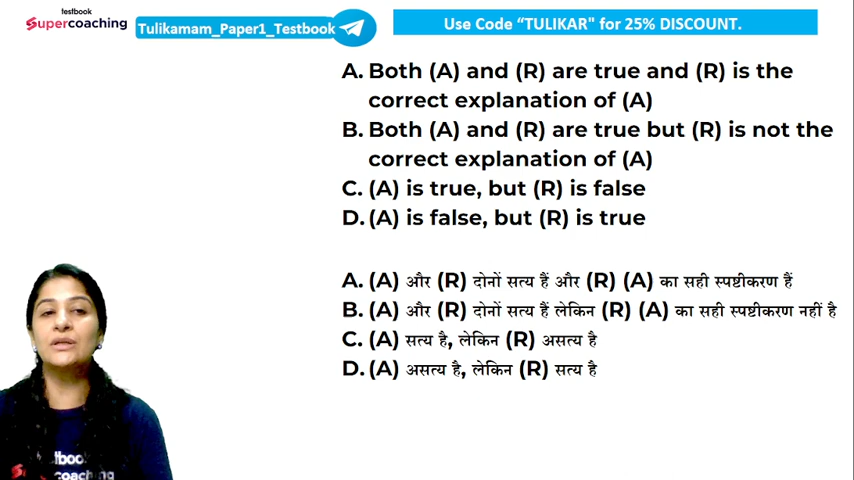 testbook
Supercoaching
Tulikamam_Paper1_Testbook
Use Code “TULIKAR" for 25% DISCOUNT.
A. Both (A) and (R) are true and (R) is the
correct explanation of (A)
B. Both (A) and (R) are true but (R) is not the
correct explanation of (A)
C. (A) is true, but (R) is false
D. (A) is false, but (R) is true
A. (A) और (R) दोनों सत्य हैं और (R) (A) का सही स्पष्टीकरण हैं
B. (A) और (R) दोनों सत्य हैं लेकिन (R) (A) का सही स्पष्टीकरण नहीं है
C. (A) सत्य है, लेकिन (R) असत्य है
D. (A) असत्य है, लेकिन (R) सत्य है